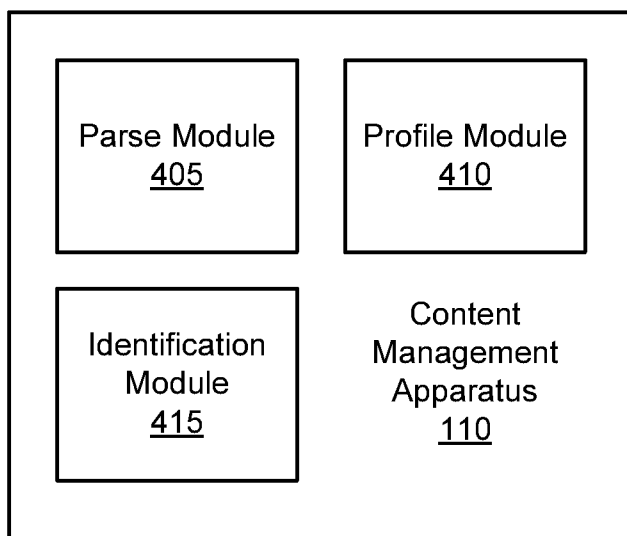 Parse Module
405
Profile Module
410
Identification
Module
415
Content
Management
Apparatus
110